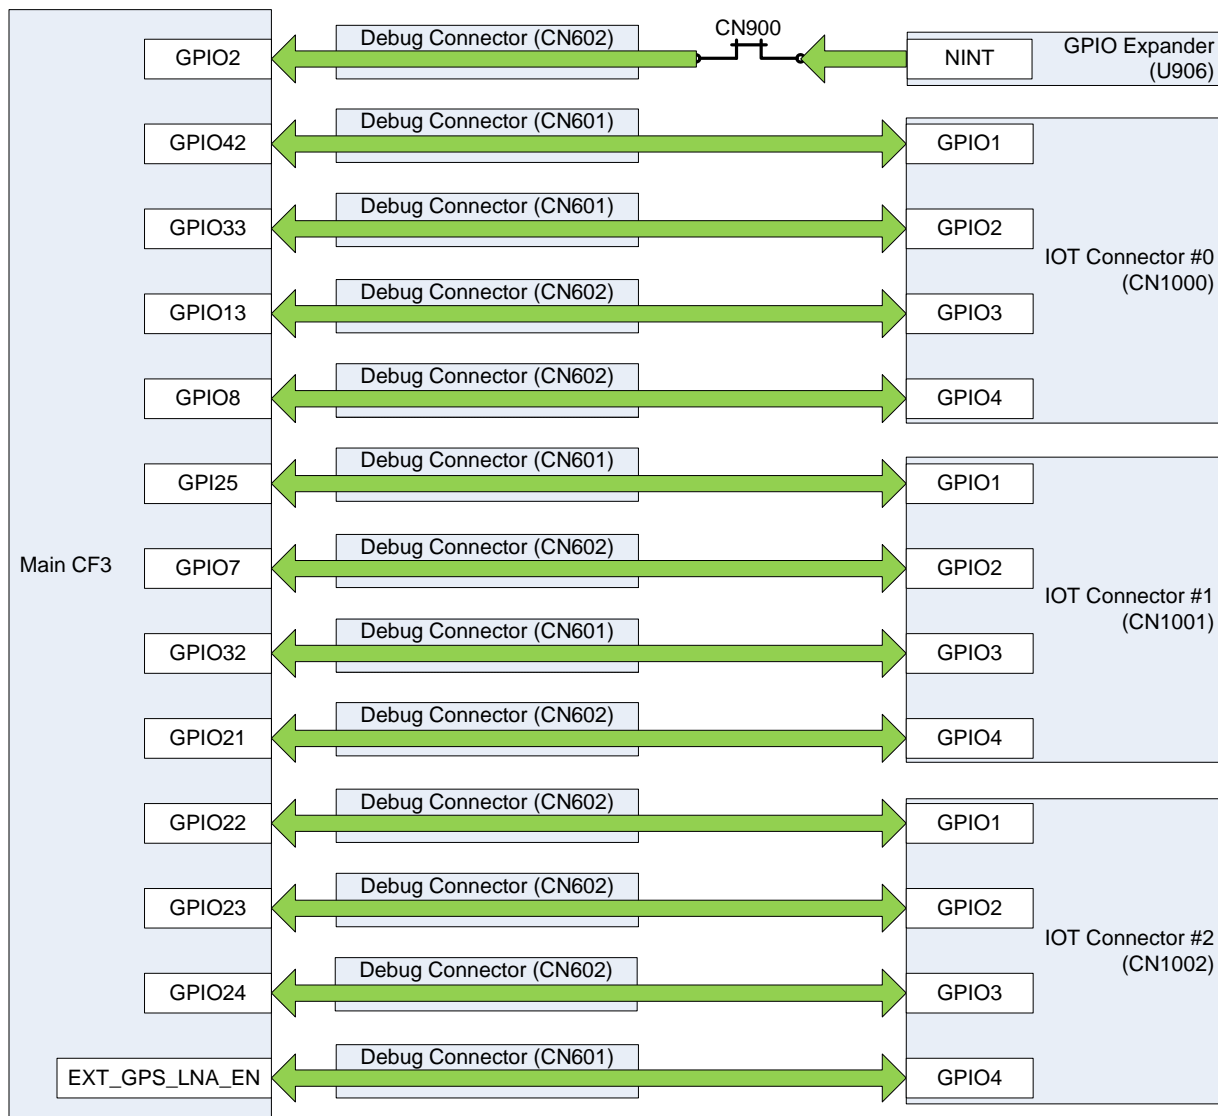 CN900
Debug Connector (CN602)
GPIO2
NINT
GPIO Expander
(U906)
Debug Connector (CN601)
GPIO42
GPIO1
Debug Connector (CN601)
GPIO33
GPIO2
IOT Connector #0
(CN1000)
Debug Connector (CN602)
GPIO13
GPIO3
Debug Connector (CN602)
GPIO8
GPIO4
Debug Connector (CN601)
GPI25
GPIO1
Main CF3
Debug Connector (CN602)
GPIO7
GPIO2
IOT Connector #1
(CN1001)
Debug Connector (CN601)
GPIO32
GPIO3
Debug Connector (CN602)
GPIO21
GPIO4
Debug Connector (CN602)
GPIO22
GPIO1
Debug Connector (CN602)
GPIO23
GPIO2
IOT Connector #2
(CN1002)
Debug Connector (CN602)
GPIO24
GPIO3
Debug Connector (CN601)
EXT_GPS_LNA_EN
GPIO4